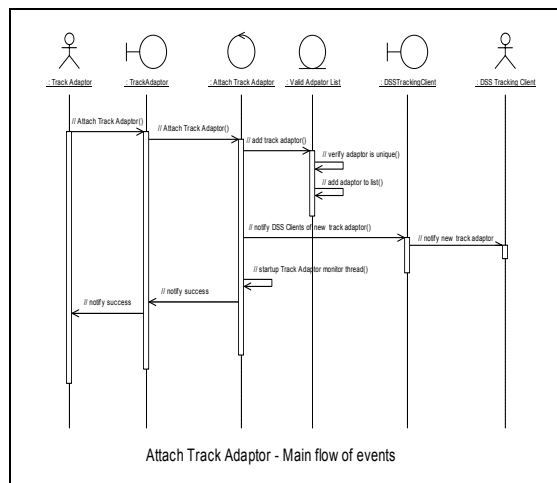 : Track Adaptor
: TrackAdaptor
: Attach Track Adaptor
: Valid Adpator List
: DSSTrackingClient
: DSS Tracking Client
// Attach Track Adaptor()
// Attach Track Adaptor()
// add track adaptor()
// verify adaptor is unique()
// add adaptor to list()
// notify DSS Clients of new track adaptor()
// notify new track adaptor
// startup Track Adaptor monitor thread()
// notify success
// notify success
Attach Track Adaptor - Main flow of events